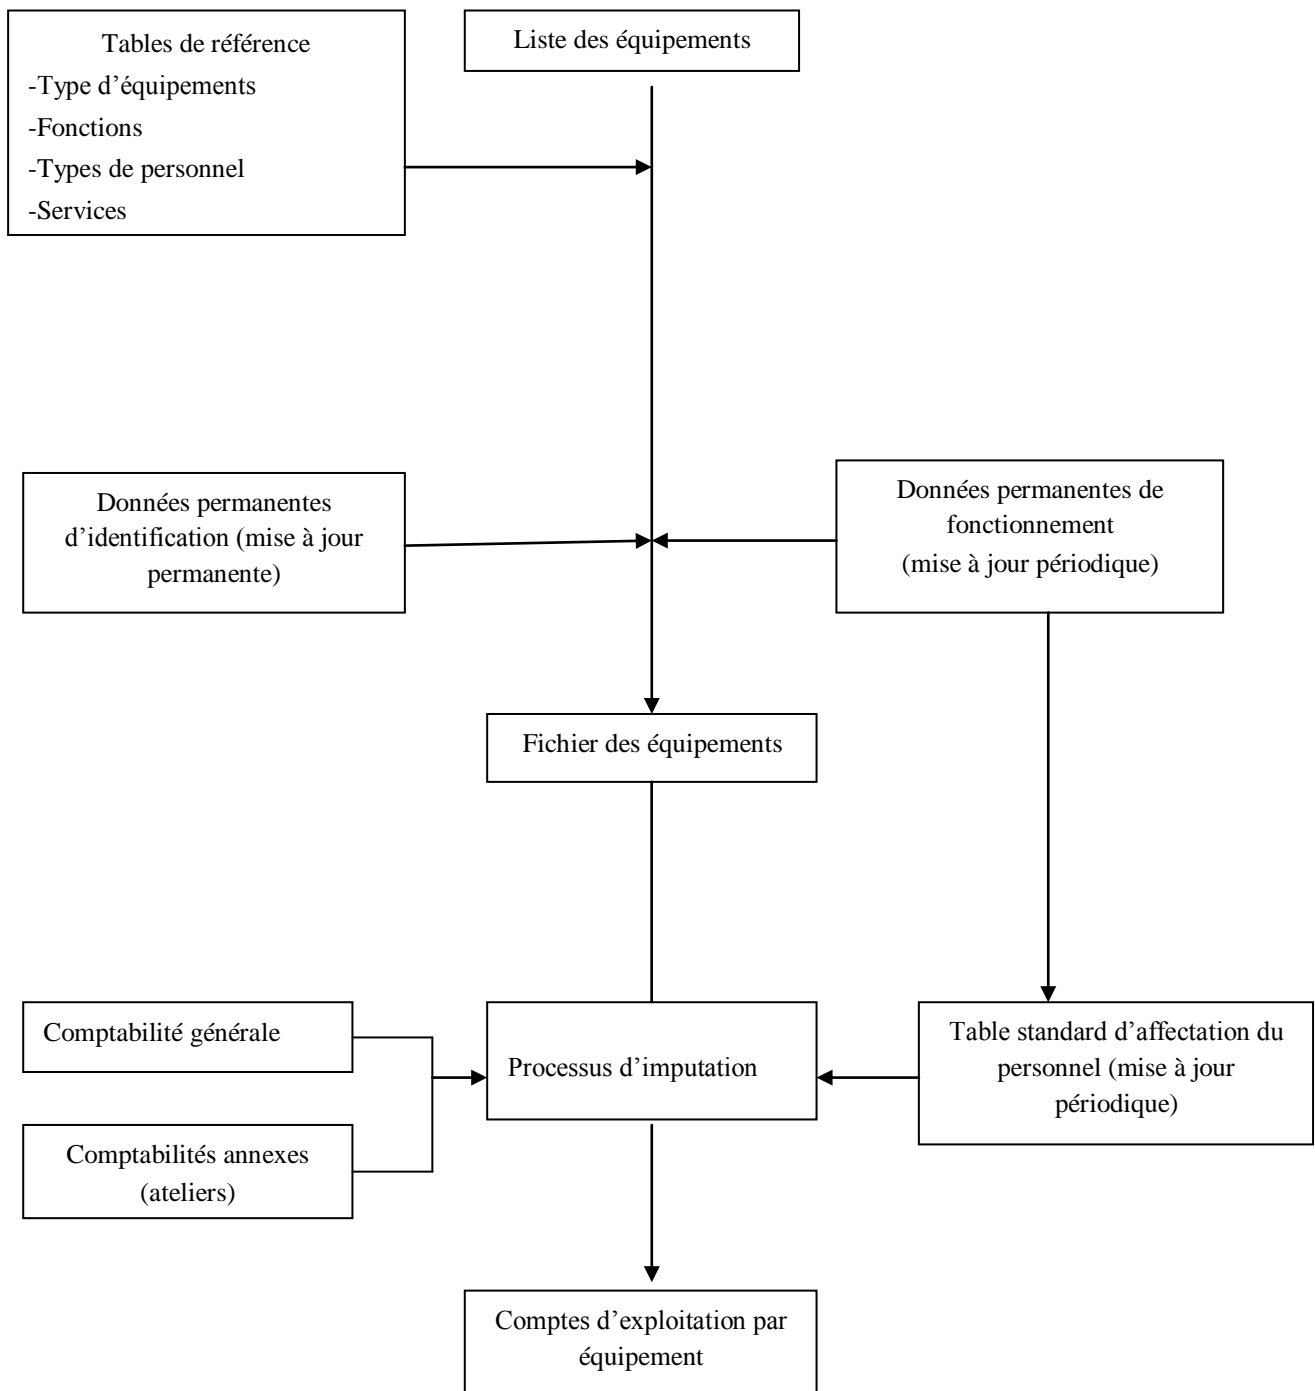 Tables de référence
-Type d’équipements
-Fonctions
-Types de personnel
-Services
Liste des équipements
Données permanentes
d’identification (mise à jour
permanente)
Données permanentes de
fonctionnement
(mise à jour périodique)
Fichier des équipements
Comptabilité générale
Processus d’imputation
Table standard d’affectation du
personnel (mise à jour
périodique)
Comptabilités annexes
(ateliers)
Comptes d’exploitation par
équipement